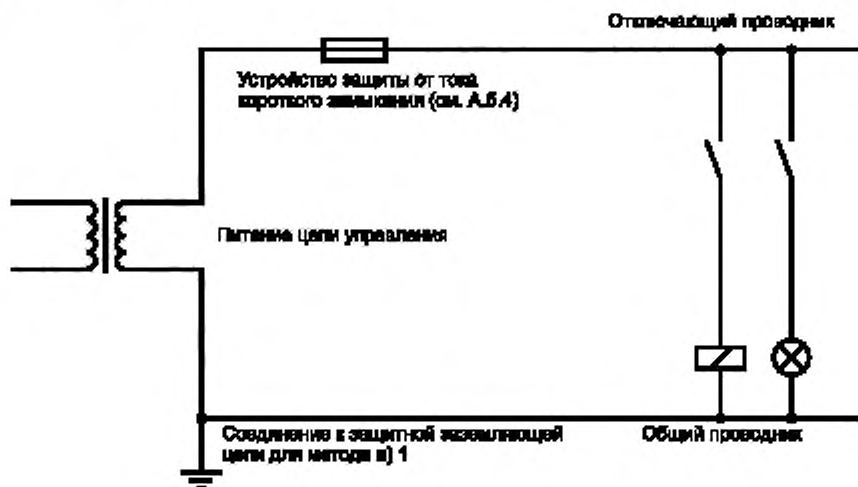 Отключающий проводник
Устройство защиты от тока
короткого замыкания (см. А.5.4)
Питание цепи управления
Соединение к защитной заземляющей
цепи для метода а) 1
Общий проводник